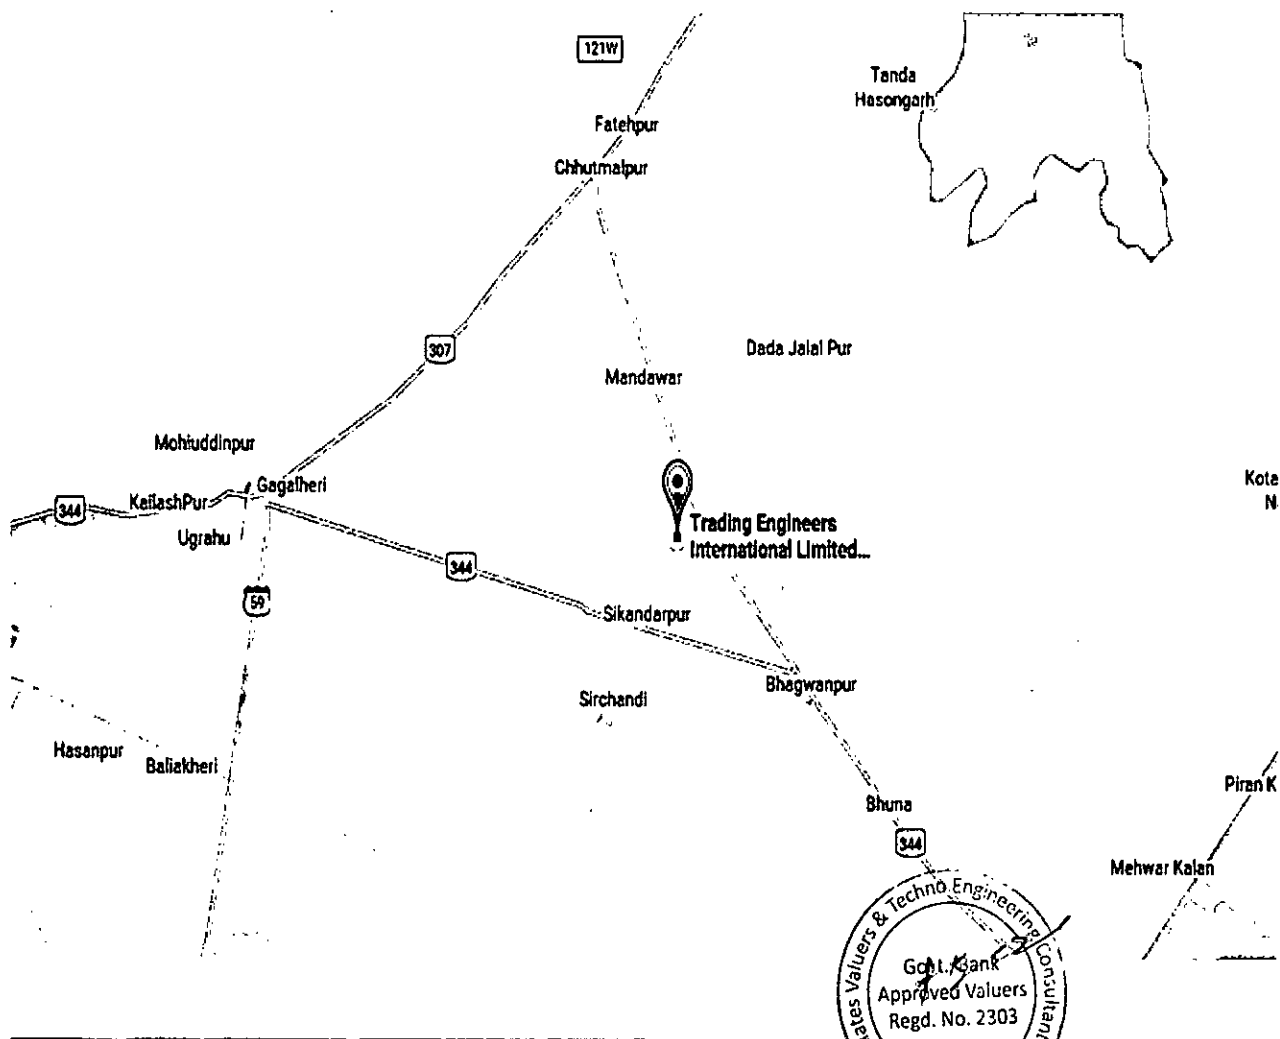 121W
Tanda
Hasongarh
Fatehpur
Chhutmalpur
307
Dada Jalal Pur
Mandawar
Mohiuddinpur
Gagalheri
KailashPur
344
Ugrahu
Kota
N
Trading Engineers
International Limited...
344
59
Sikandarpur
Bhagwanpur
Sirchandi
Hasanpur
Baliakheri
Piran K
Bhuna
344
Mehwar Kalan
ates Valuers & Techno Engineering Consultan
Govt./Bank
Approved Valuers
Regd. No. 2303